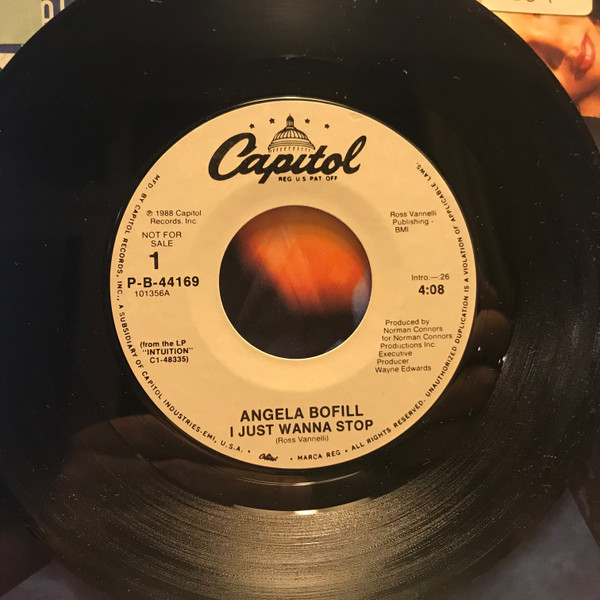 Capitol
REG U S PAT OFF
℗ 1988 Capitol
Records, Inc.
NOT FOR
SALE
1
P-B-44169
101356A
(from the LP
"INTUITION"
C1-48335)
Ross Vannelli
Publishing -
BMI
Intro.—:26
4:08
Produced by
Norman Connors
for Norman Connors
Productions Inc
Executive
Producer
Wayne Edwards
ANGELA BOFILL
I JUST WANNA STOP
(Ross Vannelli)
MFD. BY CAPITOL RECORDS, INC., A SUBSIDIARY OF CAPITOL INDUSTRIES-EMI, U.S.A. • Capitol • MARCA REG • ALL RIGHTS RESERVED. UNAUTHORIZED DUPLICATION IS A VIOLATION OF APPLICABLE LAWS.